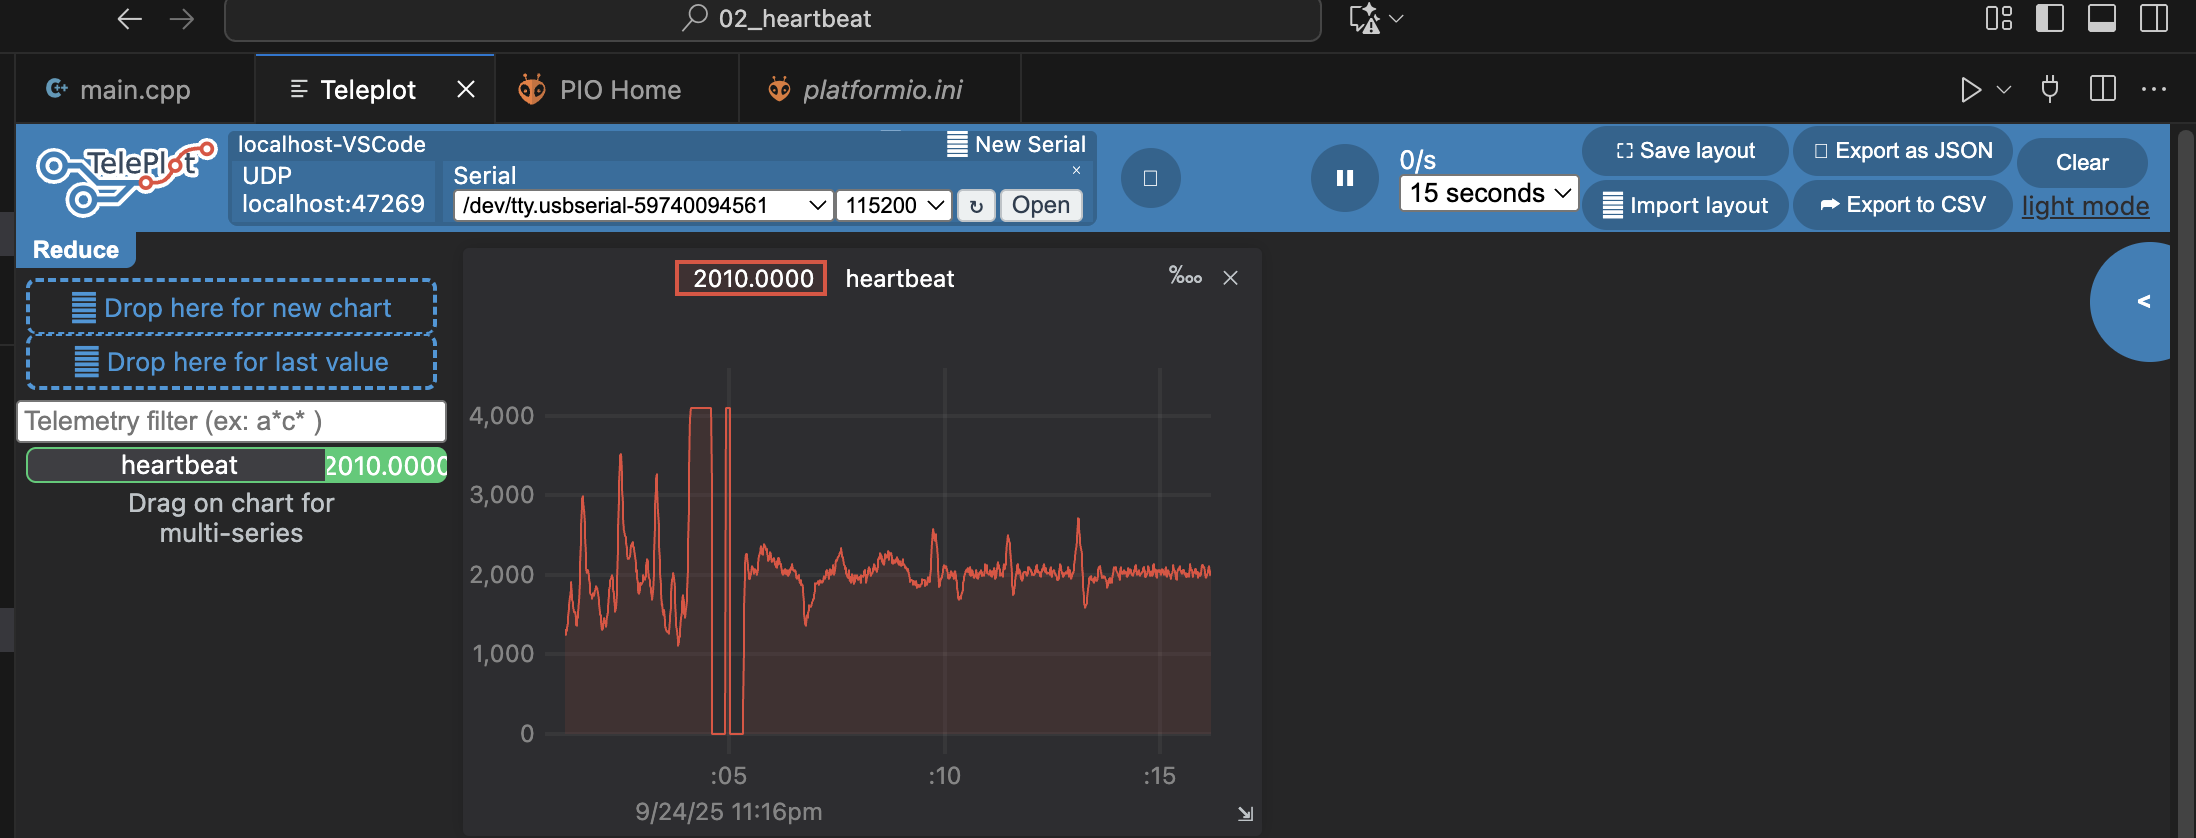 02_heartbeat
main.cpp
Teleplot
PIO Home
platformio.ini
TelePlot
localhost-VSCode
New Serial
UDP
localhost:47269
Serial
×
/dev/tty.usbserial-59740094561
115200
Open
0/s
15 seconds
Save layout
Import layout
Export as JSON
Export to CSV
Clear
light mode
Reduce
Drop here for new chart
Drop here for last value
Telemetry filter (ex: a*c* )
heartbeat
2010.0000
Drag on chart for
multi-series
2010.0000 heartbeat
4,000
3,000
2,000
1,000
0
:05
:10
:15
9/24/25 11:16pm
<